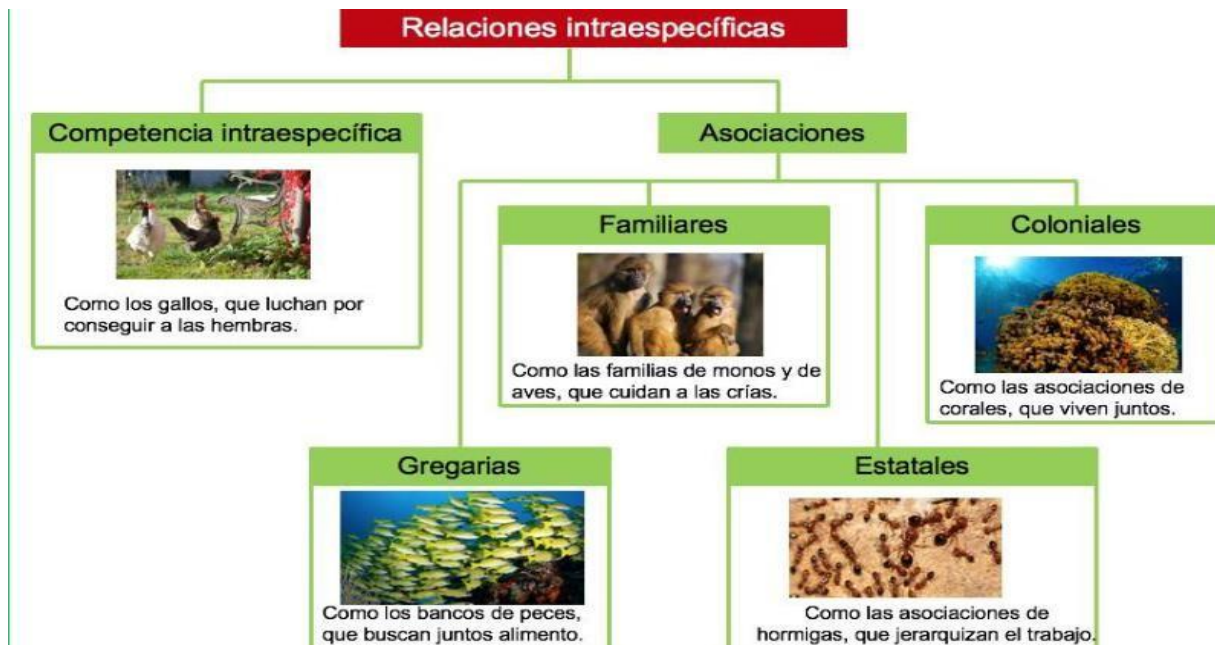 Relaciones intraespecíficas
Competencia intraespecífica
Como los gallos, que luchan por
conseguir a las hembras.
Asociaciones
Familiares
Como las familias de monos y de
aves, que cuidan a las crías.
Coloniales
Como las asociaciones de
corales, que viven juntos.
Gregarias
Como los bancos de peces,
que buscan juntos alimento.
Estatales
Como las asociaciones de
hormigas, que jerarquizan el trabajo.